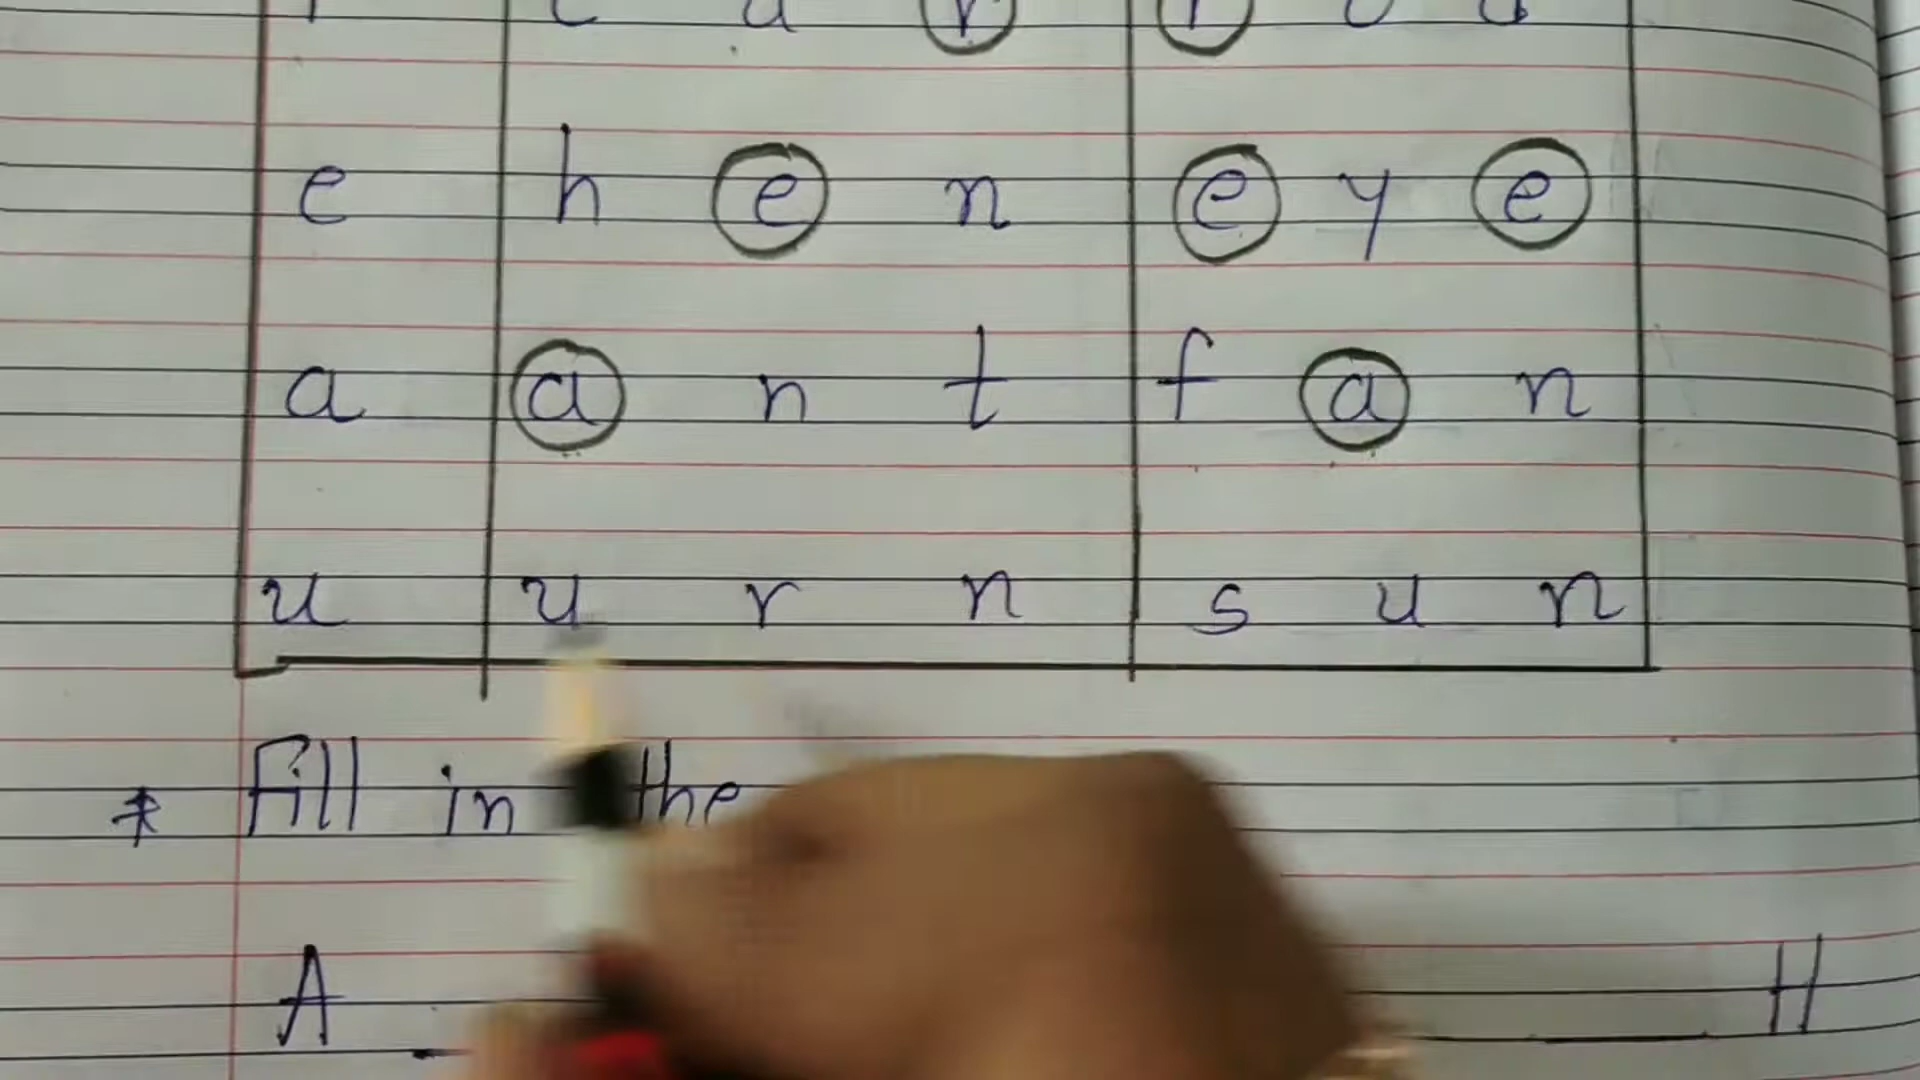 e h e n e y e
a a n t f a n
u u r n s u n
* Fill in the
A H